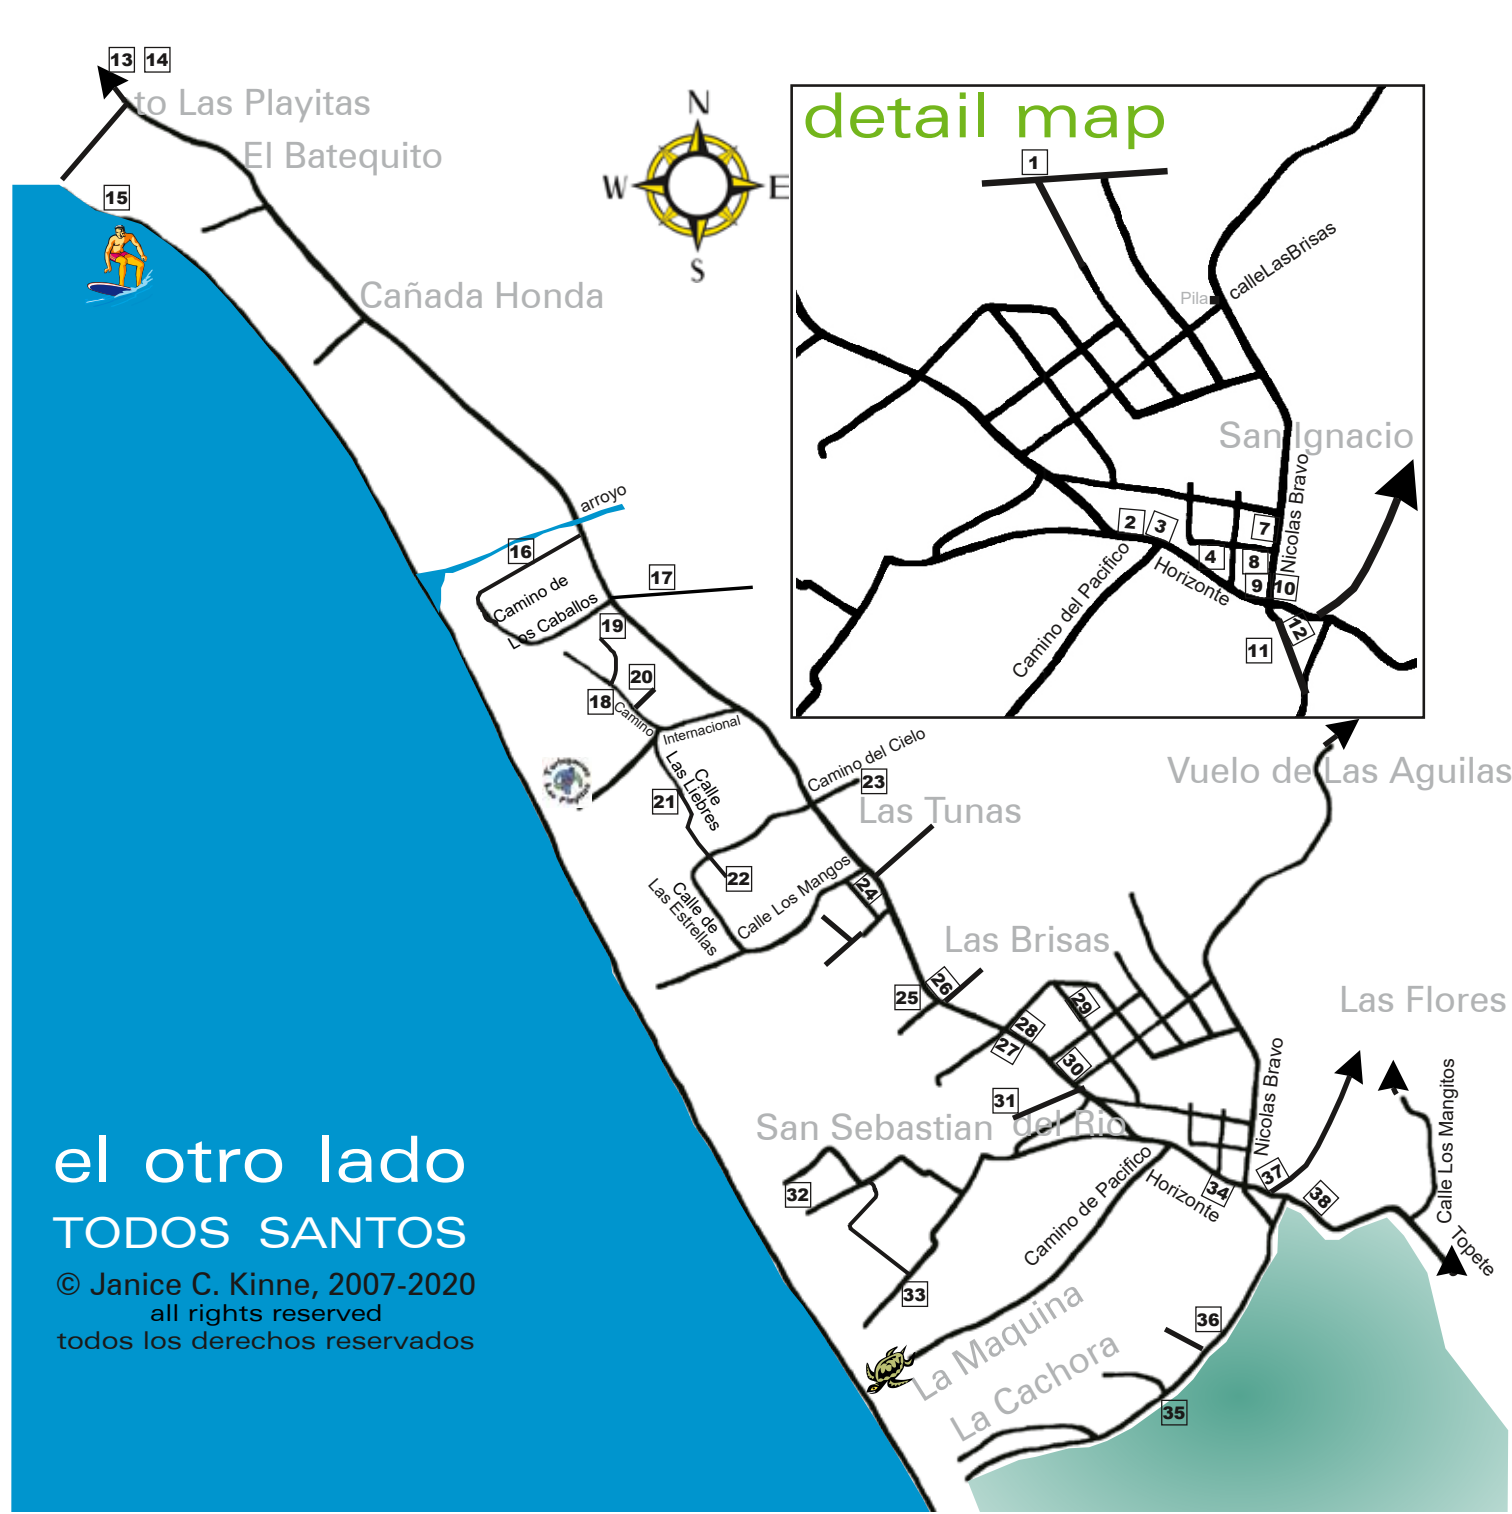 13 14
to Las Playitas
El Batequito
15
Cañada Honda
N
W E
S
detail map
1
calleLasBrisas
Pila
San Ignacio
Nicolas Bravo
2 3
7
4
8
9 10
Horizonte
Camino del Pacifico
11
12
arroyo
16
17
Camino de
Los Caballos
19
20
18
Camino
Internacional
Calle
Las Liebres
21
Camino del Cielo
23
Las Tunas
22
24
Calle Los Mangos
Calle de
Las Estrellas
Vuelo de Las Aguilas
Las Brisas
25
26
Las Flores
29
28
27
30
31
San Sebastian del Rio
Nicolas Bravo
Calle Los Mangitos
32
34
37
38
Horizonte
Camino de Pacifico
Topete
33
36
La Maquina
La Cachora
35
el otro lado
TODOS SANTOS
© Janice C. Kinne, 2007-2020
all rights reserved
todos los derechos reservados